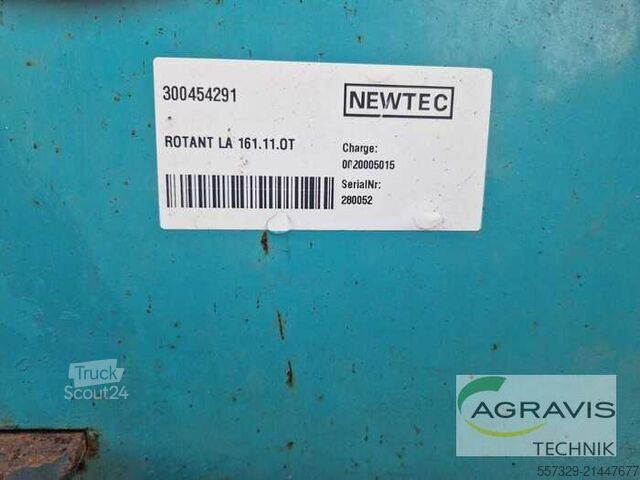 300454291
NEWTEC
ROTANT LA 161.11.0T
Charge:
0020005015
SerialNr:
280052
Truck
Scout24
AGRAVIS
TECHNIK
557329-21447677